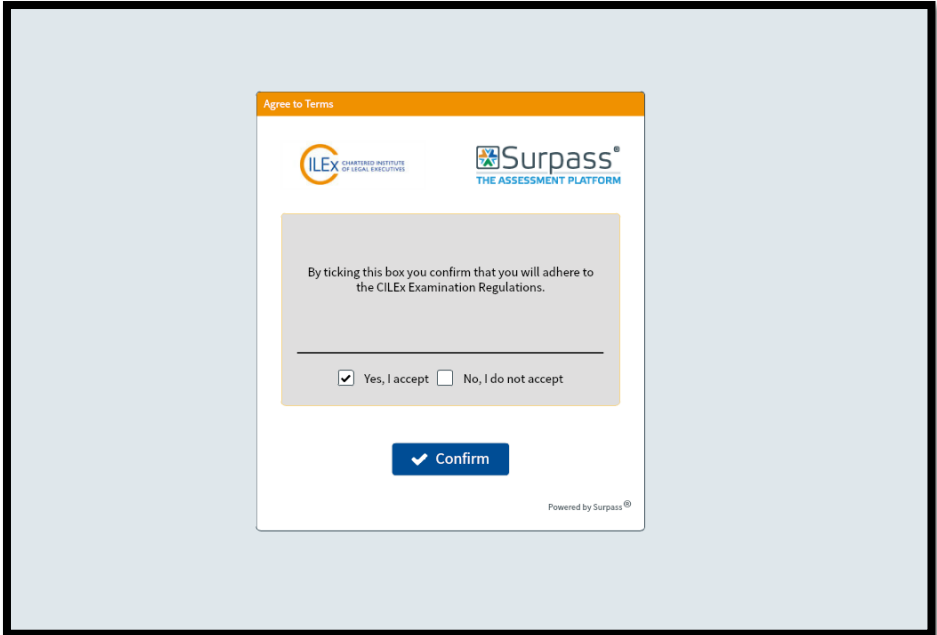 Agree to Terms
ILEx CHARTERED INSTITUTE
OF LEGAL EXECUTIVES
Surpass®
THE ASSESSMENT PLATFORM
By ticking this box you confirm that you will adhere to
the CILEx Examination Regulations.
Yes, I accept No, I do not accept
Confirm
Powered by Surpass®